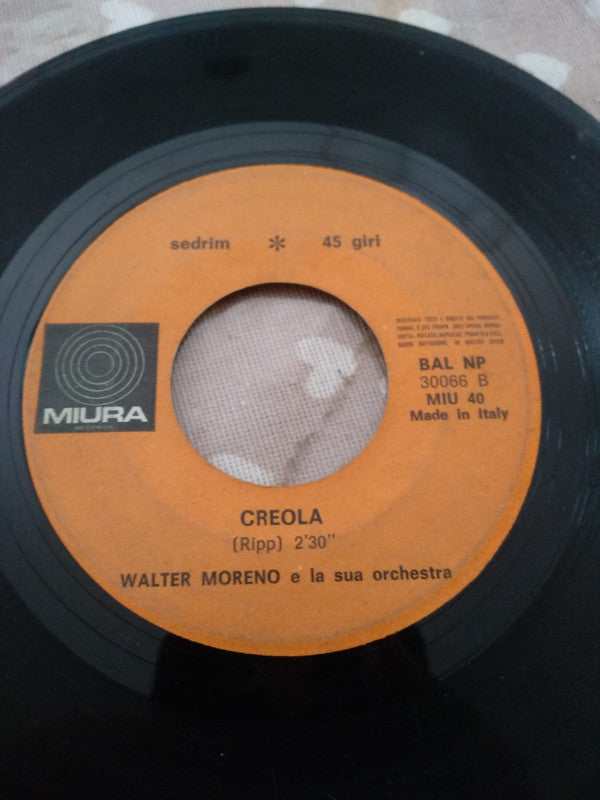 sedrim * 45 giri
MIURA
BAL NP
30066 B
MIU 40
Made in Italy
CREOLA
(Ripp) 2'30"
WALTER MORENO e la sua orchestra